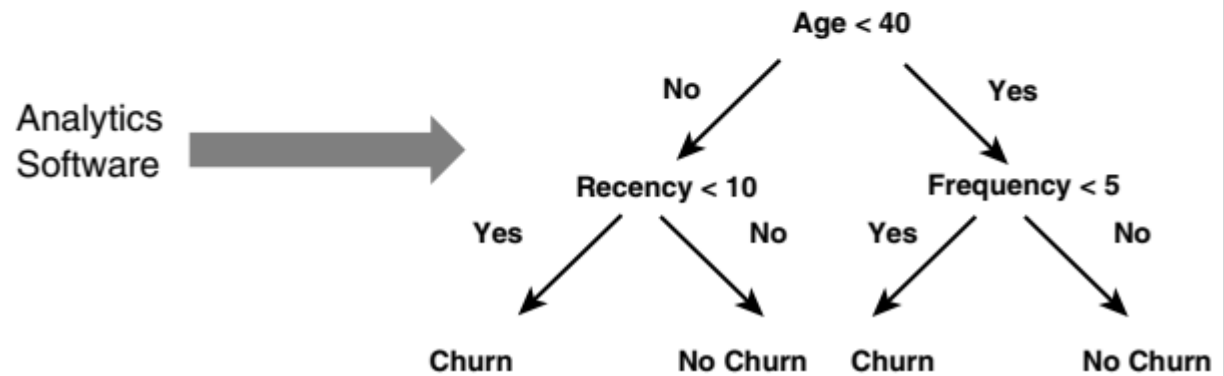 Age < 40
No
Yes
Analytics
Software
Recency < 10
Frequency < 5
Yes
No
Yes
No
Churn
No Churn
Churn
No Churn